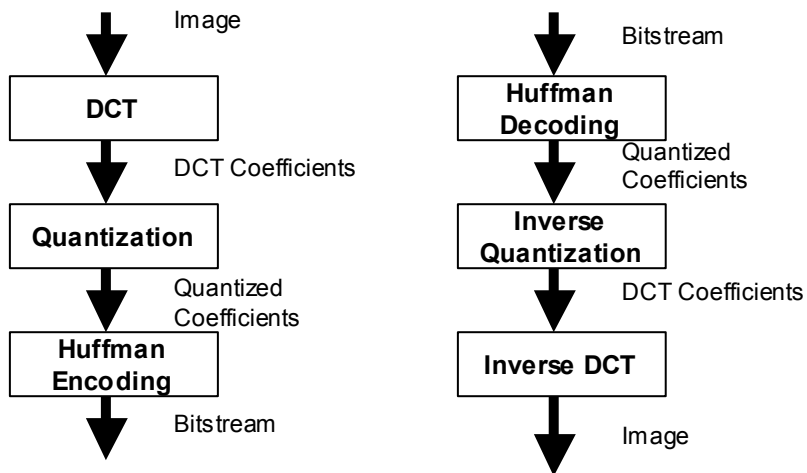 Image
DCT
DCT Coefficients
Quantization
Quantized
Coefficients
Huffman
Encoding
Bitstream
Bitstream
Huffman
Decoding
Quantized
Coefficients
Inverse
Quantization
DCT Coefficients
Inverse DCT
Image